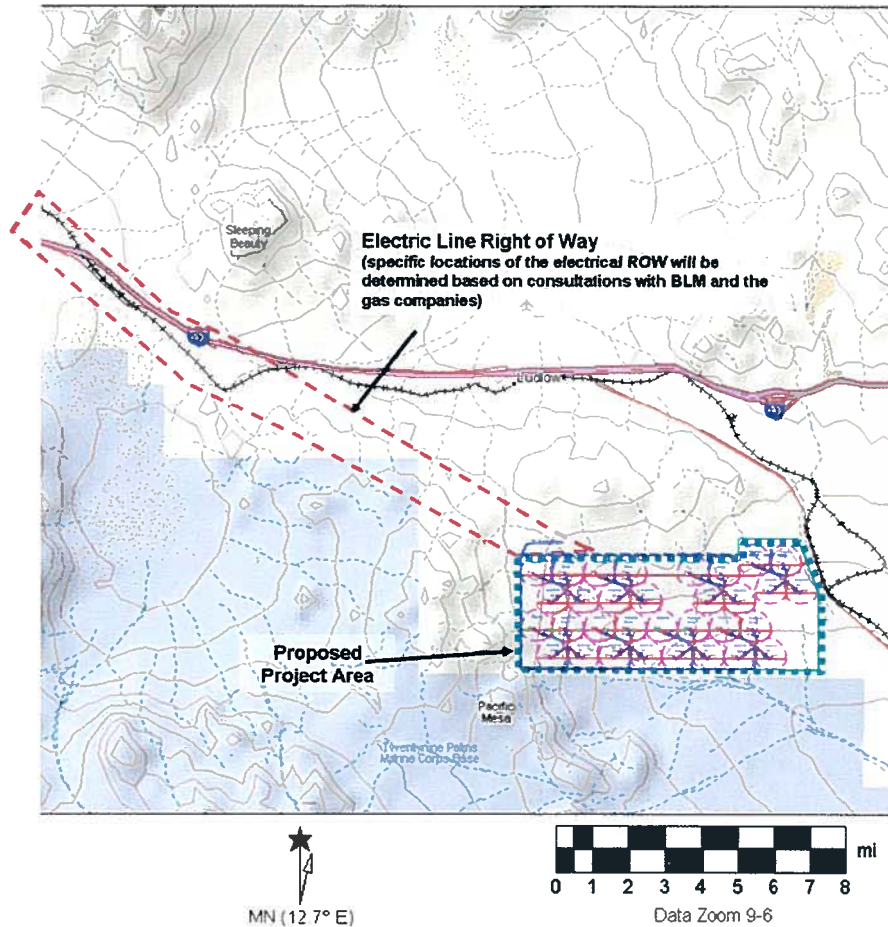 Sleeping
Beauty
Electric Line Right of Way
(specific locations of the electrical ROW will be
determined based on consultations with BLM and the
gas companies)
Ludlow
Proposed
Project Area
Pacific
Mesa
Twentynine Palms
Marine Corps Base
MN (12.7° E)
mi
0 1 2 3 4 5 6 7 8
Data Zoom 9-6